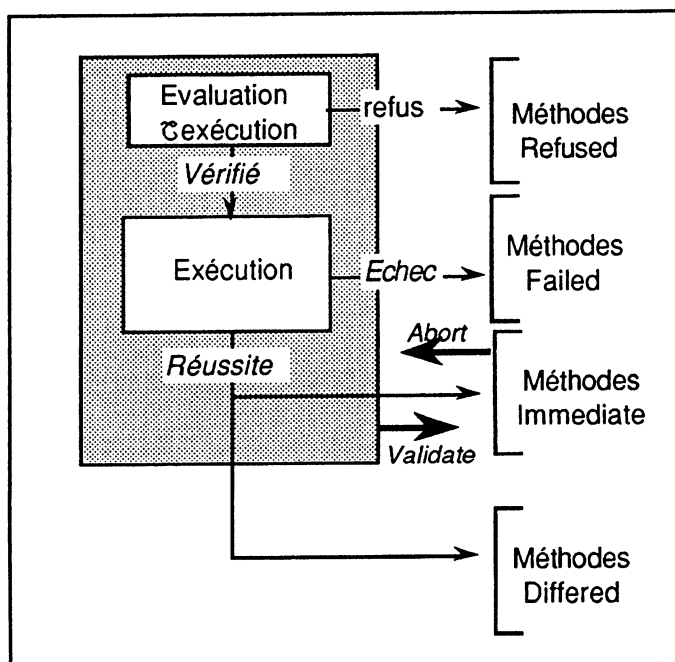 Evaluation
τexécution
refus
Méthodes
Refused
Vérifié
Exécution
Echec
Méthodes
Failed
Abort
Réussite
Méthodes
Immediate
Validate
Méthodes
Differed